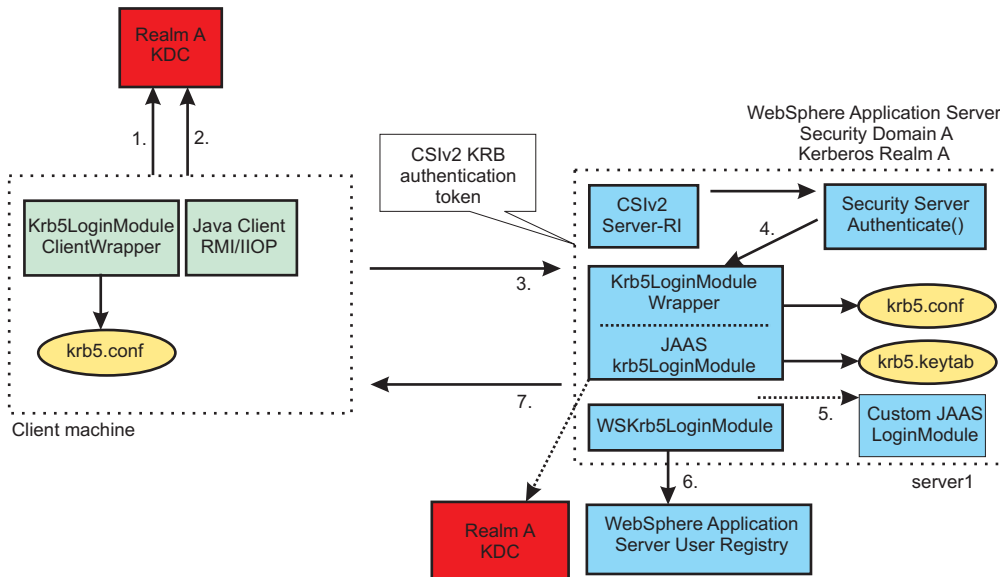 Realm A
KDC
1.
2.
WebSphere Application Server
Security Domain A
Kerberos Realm A
CSIv2 KRB
authentication
token
Krb5LoginModule
ClientWrapper
Java Client
RMI/IIOP
CSIv2
Server-RI
Security Server
Authenticate()
4.
3.
Krb5LoginModule
Wrapper
JAAS
krb5LoginModule
krb5.conf
krb5.conf
krb5.keytab
7.
5.
Client machine
WSKrb5LoginModule
Custom JAAS
LoginModule
6.
server1
Realm A
KDC
WebSphere Application
Server User Registry